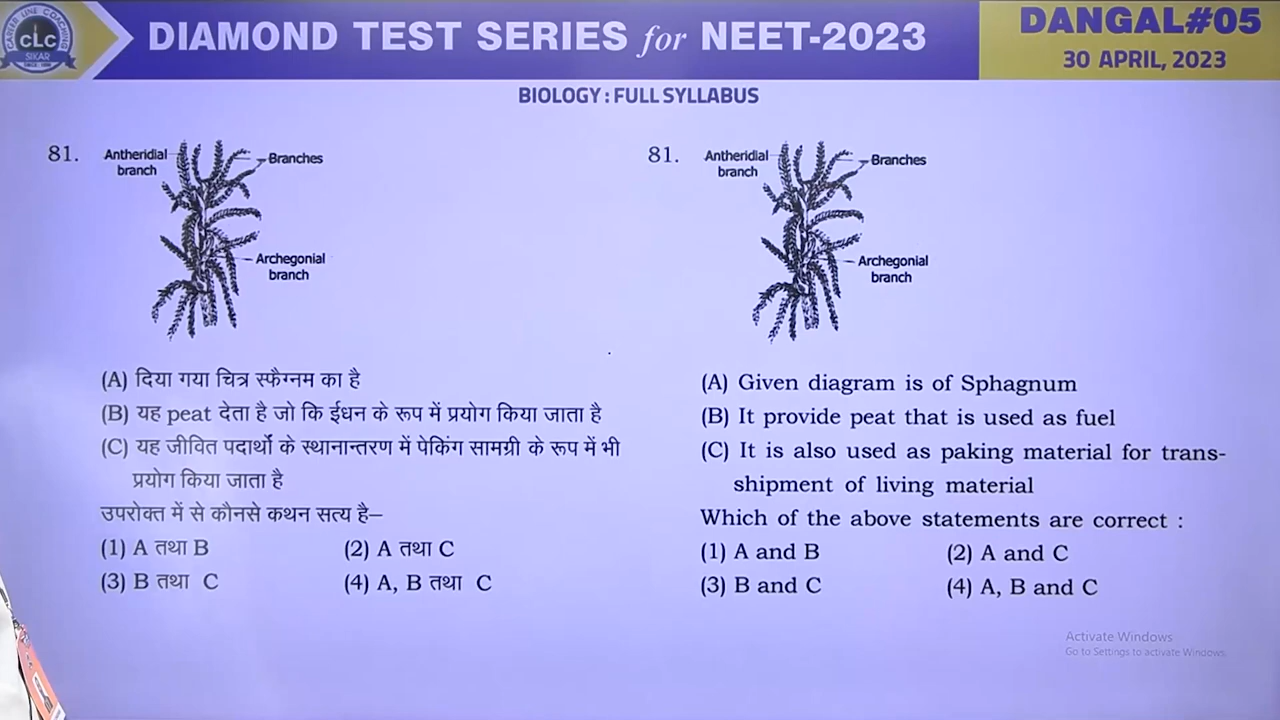 CAREER LINE COACHING
CLC
SIKAR
DIAMOND TEST SERIES for NEET-2023
DANGAL#05
30 APRIL, 2023
BIOLOGY : FULL SYLLABUS
81.
Antheridial
branch
Branches
Archegonial
branch
(A) दिया गया चित्र स्फैग्नम का है
(B) यह peat देता है जो कि ईधन के रूप में प्रयोग किया जाता है
(C) यह जीवित पदार्थों के स्थानान्तरण में पेकिंग सामग्री के रूप में भी
प्रयोग किया जाता है
उपरोक्त में से कौनसे कथन सत्य है–
(1) A तथा B (2) A तथा C
(3) B तथा C (4) A, B तथा C
81.
Antheridial
branch
Branches
Archegonial
branch
(A) Given diagram is of Sphagnum
(B) It provide peat that is used as fuel
(C) It is also used as paking material for trans-
shipment of living material
Which of the above statements are correct :
(1) A and B (2) A and C
(3) B and C (4) A, B and C
Activate Windows
Go to Settings to activate Windows.